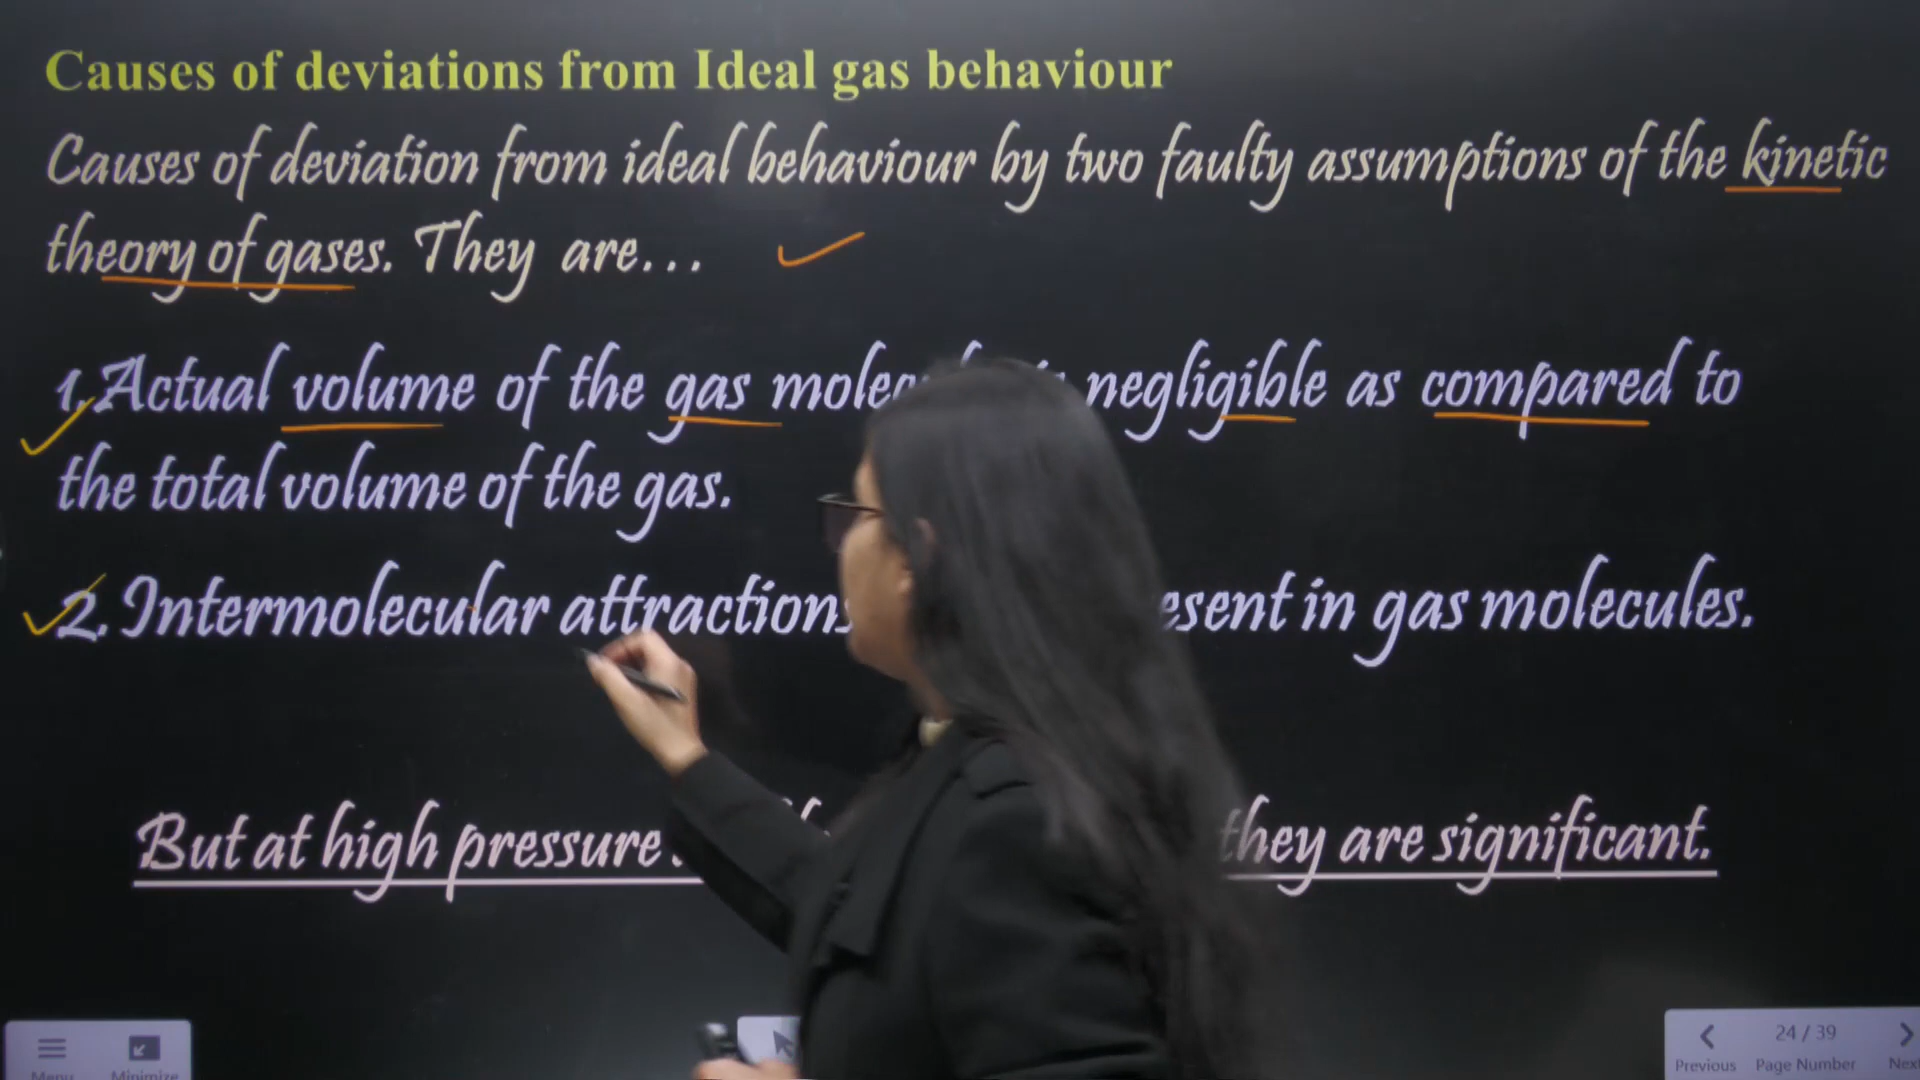 Causes of deviations from Ideal gas behaviour
Causes of deviation from ideal behaviour by two faulty assumptions of the kinetic
theory of gases. They are...
1. Actual volume of the gas negligible as compared to
the total volume of the gas.
2. Intermolecular attractions in gas molecules.
But at high pressure they are significant.
Menu Minimize
24 / 39
Previous Page Number Next